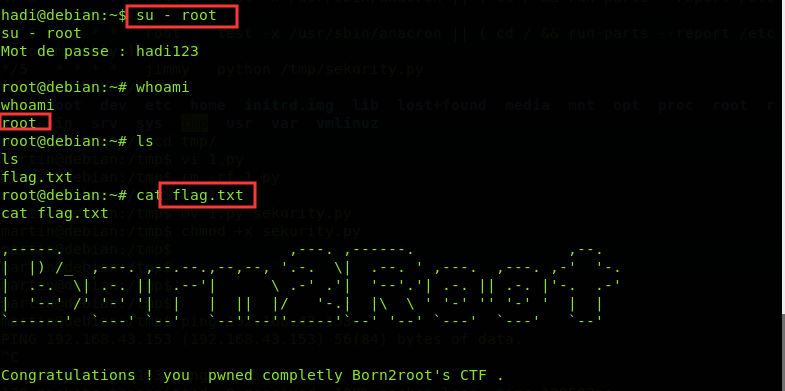 hadi@debian:~$ su - root
su - root
Mot de passe : hadi123
root@debian:~# whoami
whoami
root
root@debian:~# ls
ls
flag.txt
root@debian:~# cat flag.txt
cat flag.txt
Born2Root
Congratulations ! you  pwned completly Born2root's CTF .